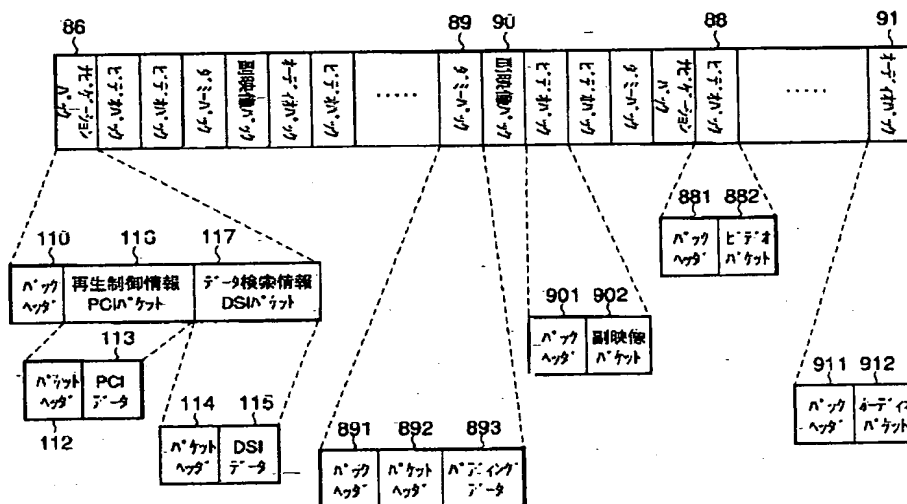 86
89
90
88
91
ナビゲーション
パック
ビデオパック
ビデオパック
ダミーパック
副映像パック
オーディオパック
ビデオパック
.....
ダミーパック
副映像パック
ビデオパック
ビデオパック
ダミーパック
ナビゲーション
パック
ビデオパック
.....
オーディオパック
881
882
パック
ヘッダ
ビデオ
パケット
110
116
117
パック
ヘッダ
再生制御情報
PCIパケット
データ検索情報
DSIパケット
901
902
パック
ヘッダ
副映像
パケット
113
パケット
ヘッダ
PCI
データ
112
911
912
パック
ヘッダ
オーディオ
パケット
114
115
パケット
ヘッダ
DSI
データ
891
892
893
パック
ヘッダ
パケット
ヘッダ
パディング
データ